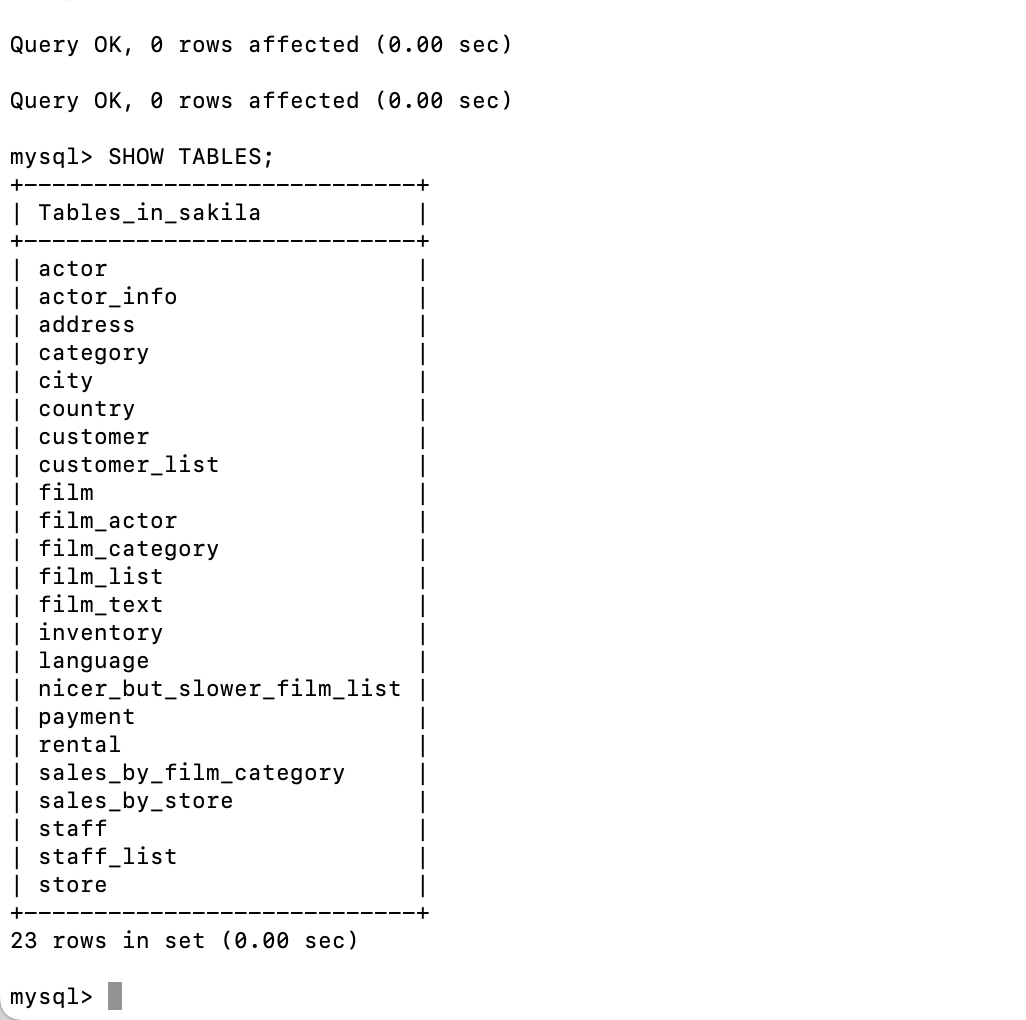 Query OK, 0 rows affected (0.00 sec)
Query OK, 0 rows affected (0.00 sec)
mysql> SHOW TABLES;
+----------------------------+
| Tables_in_sakila           |
+----------------------------+
| actor                      |
| actor_info                 |
| address                    |
| category                   |
| city                       |
| country                    |
| customer                   |
| customer_list              |
| film                       |
| film_actor                 |
| film_category              |
| film_list                  |
| film_text                  |
| inventory                  |
| language                   |
| nicer_but_slower_film_list |
| payment                    |
| rental                     |
| sales_by_film_category     |
| sales_by_store             |
| staff                      |
| staff_list                 |
| store                      |
+----------------------------+
23 rows in set (0.00 sec)
mysql>